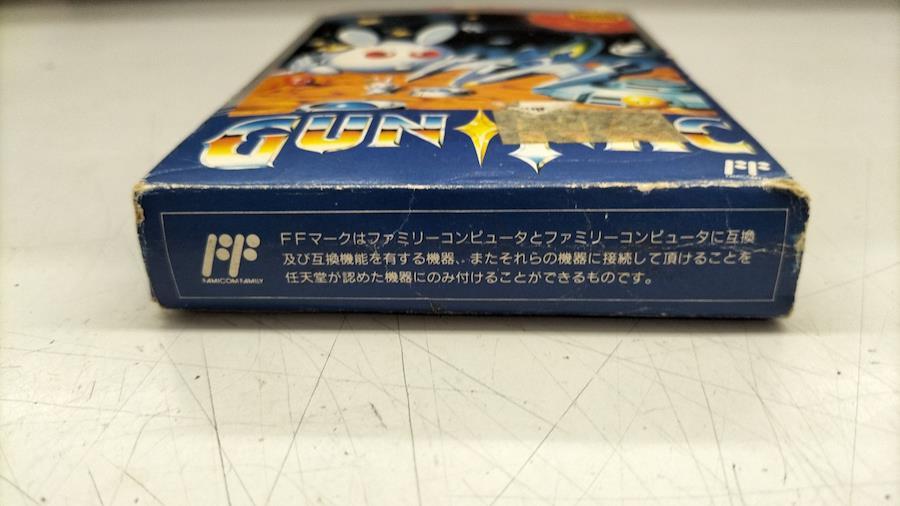 GUN
FF
FAMICOM FAMILY
FFマークはファミリーコンピュータとファミリーコンピュータに互換
及び互換機能を有する機器、またそれらの機器に接続して頂けることを
任天堂が認めた機器にのみ付けることができるものです。